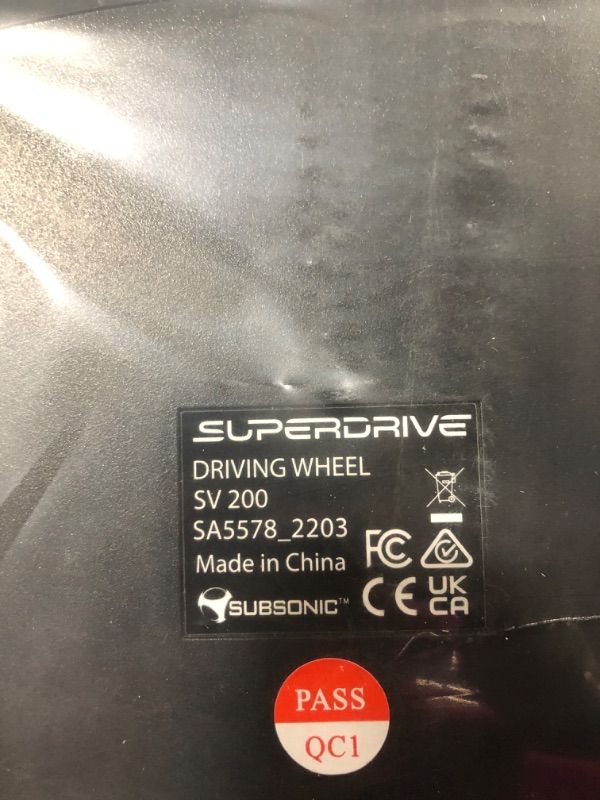 SUPERDRIVE
DRIVING WHEEL
SV 200
SA5578_2203
Made in China
FC
SUBSONIC™
CE
UK
CA
PASS
QC1